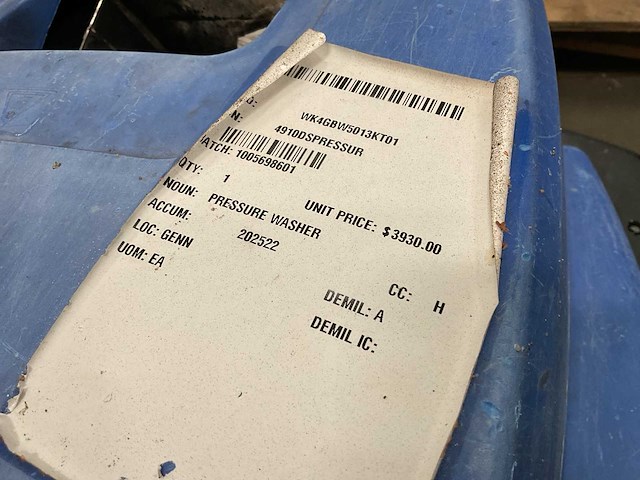 Q: WK4GBW5013KT01
N: 4910DSPRESSUR
ATCH: 1005698601
QTY: 1 UNIT PRICE: $3930.00
NOUN: PRESSURE WASHER
ACCUM: 202522
LOC: GENN CC: H
UOM: EA DEMIL: A
DEMIL IC: